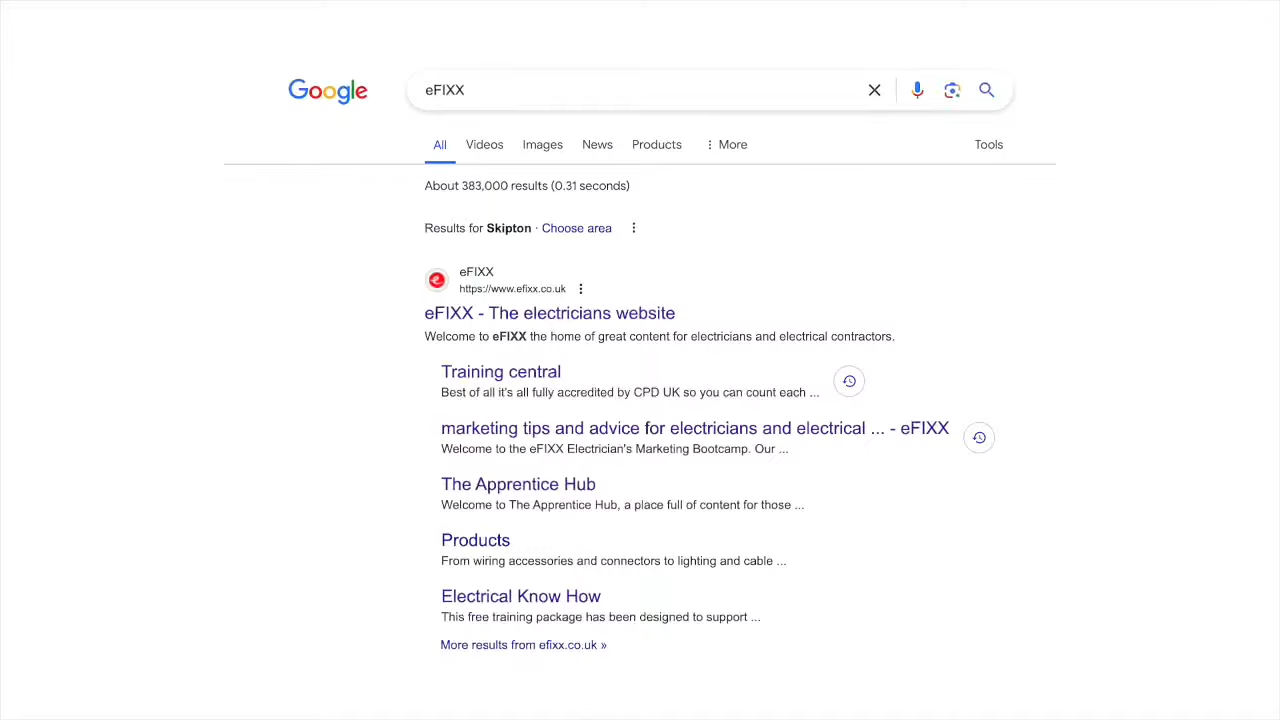 Google
eFIXX
All Videos Images News Products More Tools
About 383,000 results (0.31 seconds)
Results for Skipton · Choose area
eFIXX
https://www.efixx.co.uk
eFIXX - The electricians website
Welcome to eFIXX the home of great content for electricians and electrical contractors.
Training central
Best of all it's all fully accredited by CPD UK so you can count each ...
marketing tips and advice for electricians and electrical ... - eFIXX
Welcome to the eFIXX Electrician's Marketing Bootcamp. Our ...
The Apprentice Hub
Welcome to The Apprentice Hub, a place full of content for those ...
Products
From wiring accessories and connectors to lighting and cable ...
Electrical Know How
This free training package has been designed to support ...
More results from efixx.co.uk »